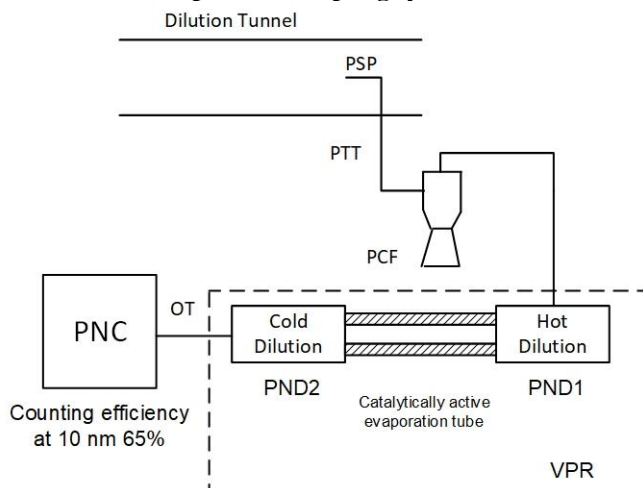 Dilution Tunnel
PSP
PTT
PCF
PNC
OT
Cold
Dilution
Hot
Dilution
PND2
PND1
Counting efficiency
at 10 nm 65%
Catalytically active
evaporation tube
VPR